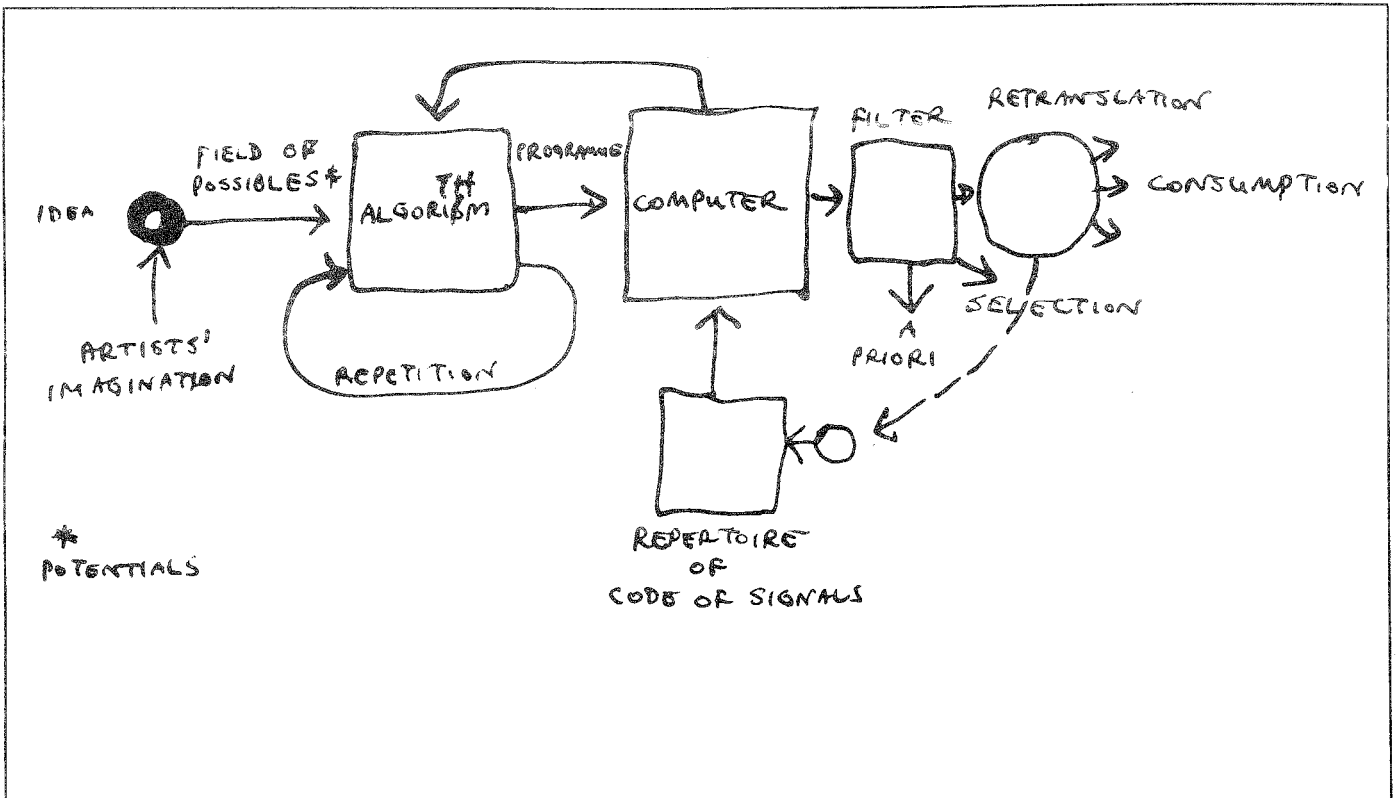 RETRANSLATION
FILTER
FIELD OF
POSSIBLES*
PROGRAMME
IDEA
TH
ALGORISM
COMPUTER
CONSUMPTION
SELECTION
A
PRIORI
ARTISTS'
IMAGINATION
REPETITION
*
POTENTIALS
REPERTOIRE
OF
CODE OF SIGNALS